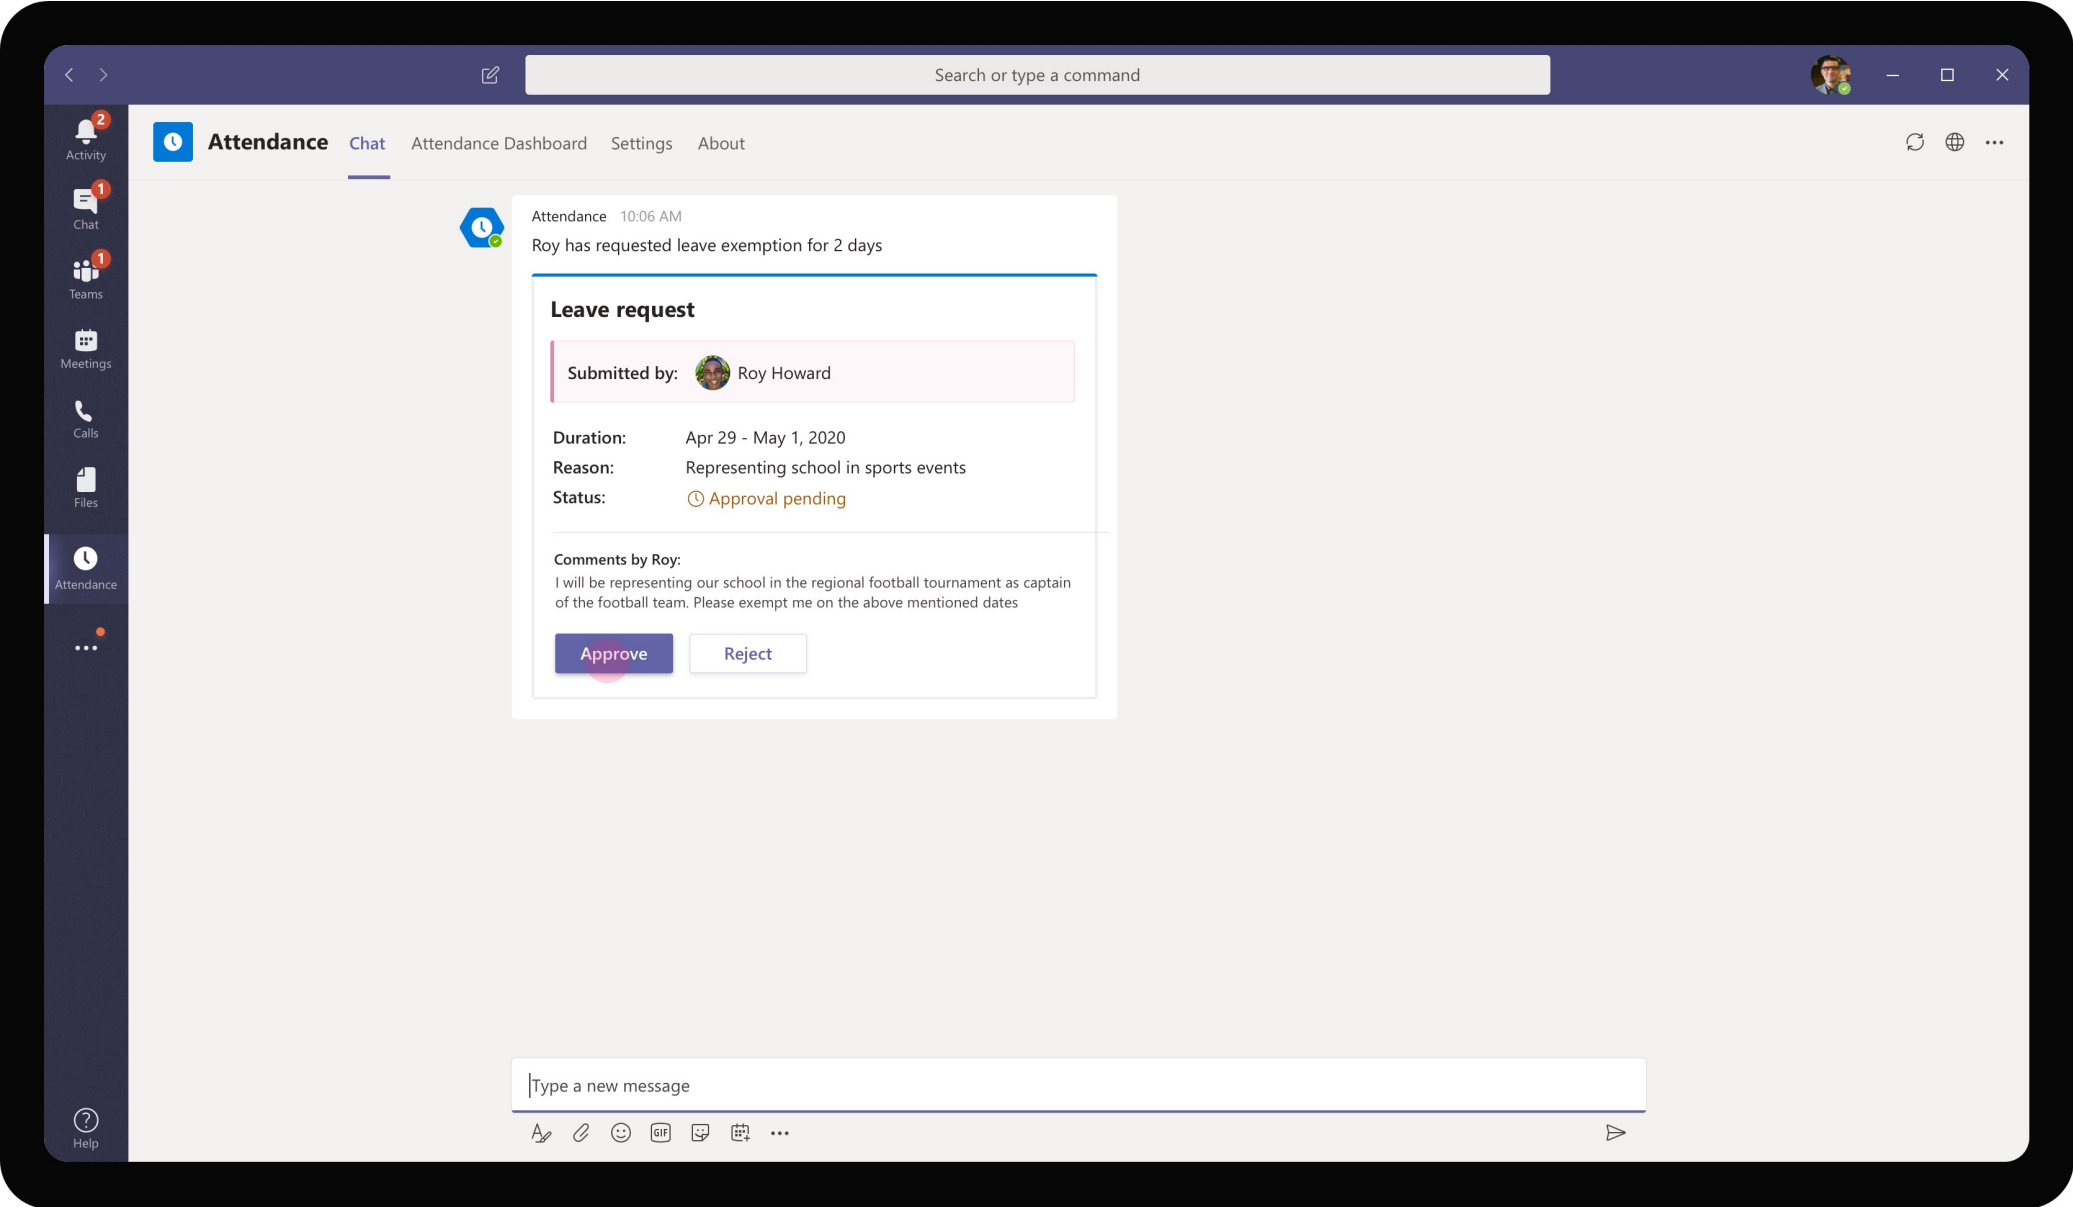 Search or type a command
2
Activity
1
Chat
1
Teams
Meetings
Calls
Files
Attendance
Help
Attendance Chat Attendance Dashboard Settings About
Attendance 10:06 AM
Roy has requested leave exemption for 2 days
Leave request
Submitted by: Roy Howard
Duration: Apr 29 - May 1, 2020
Reason: Representing school in sports events
Status: Approval pending
Comments by Roy:
I will be representing our school in the regional football tournament as captain
of the football team. Please exempt me on the above mentioned dates
Approve Reject
Type a new message
GIF